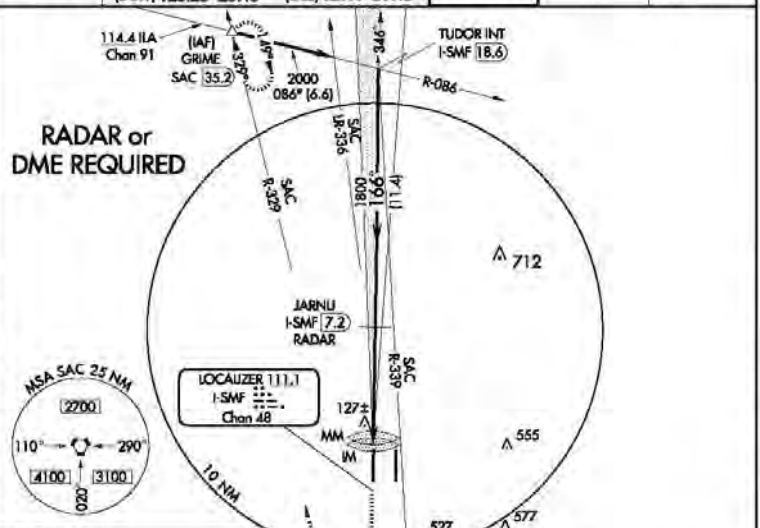 114.4 ILA
Chan 91
(IAF)
GRIME
SAC 35.2
149°
329°
2000
086° (6.6)
346°
TUDOR INT
I-SMF 18.6
R-086
RADAR or
DME REQUIRED
SAC
R-329
SAC
LR-336
1800
166°
(11.4)
712
JARNU
I-SMF 7.2
RADAR
SAC
R-339
LOCALIZER 111.1
I-SMF
Chan 48
127±
MM
IM
555
MSA SAC 25 NM
2700
110°
290°
4100
3100
020°
10 NM
527
577